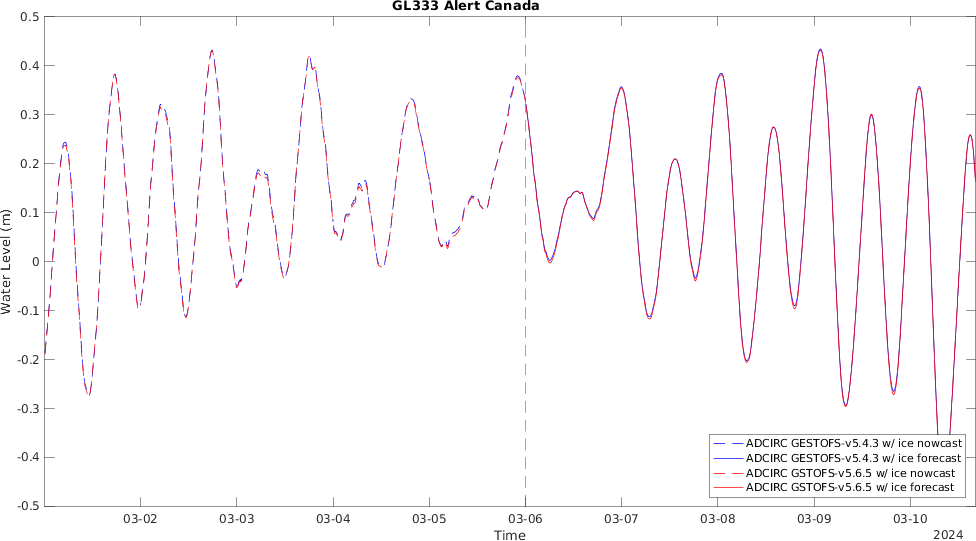 GL333 Alert Canada
Water Level (m)
0.5
0.4
0.3
0.2
0.1
0
-0.1
-0.2
-0.3
-0.4
-0.5
ADCIRC GESTOFS-v5.4.3 w/ ice nowcast
ADCIRC GESTOFS-v5.4.3 w/ ice forecast
ADCIRC GSTOFS-v5.6.5 w/ ice nowcast
ADCIRC GSTOFS-v5.6.5 w/ ice forecast
03-02 03-03 03-04 03-05 03-06 03-07 03-08 03-09 03-10
Time
2024